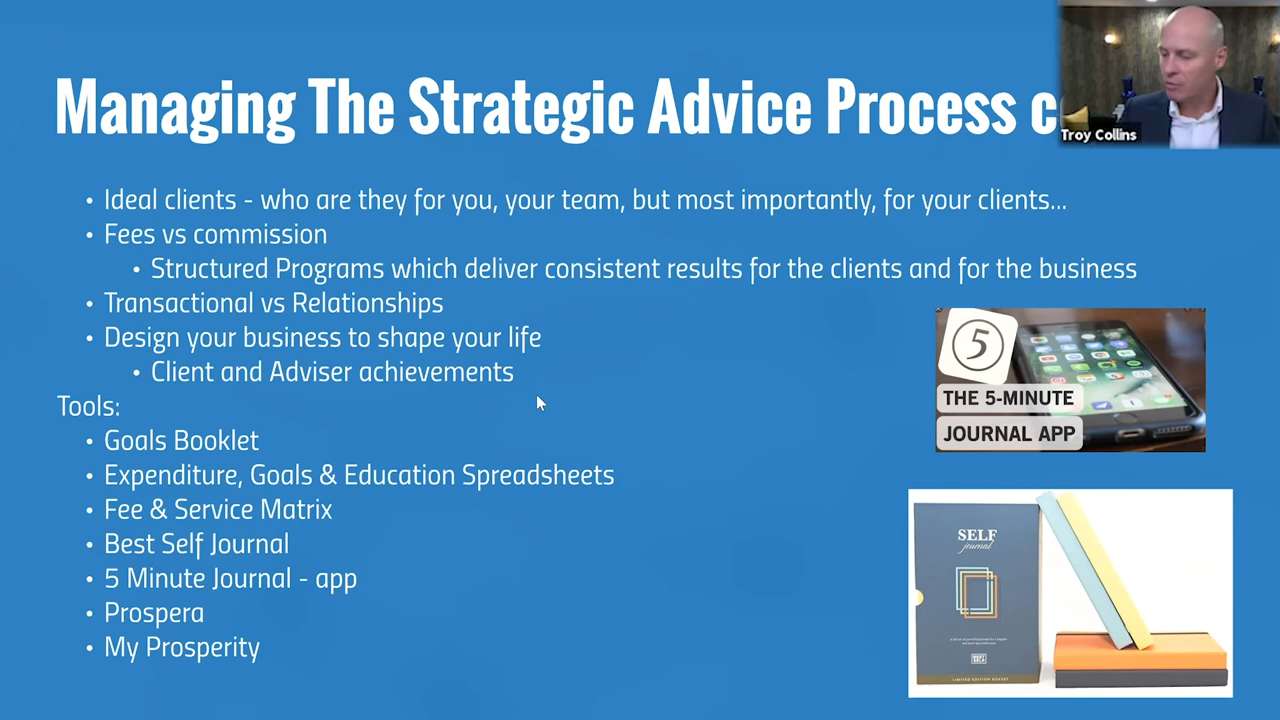 Managing The Strategic Advice Process c
Troy Collins
• Ideal clients - who are they for you, your team, but most importantly, for your clients...
• Fees vs commission
• Structured Programs which deliver consistent results for the clients and for the business
• Transactional vs Relationships
• Design your business to shape your life
• Client and Adviser achievements
Tools:
• Goals Booklet
• Expenditure, Goals & Education Spreadsheets
• Fee & Service Matrix
• Best Self Journal
• 5 Minute Journal - app
• Prospera
• My Prosperity
5
THE 5-MINUTE
JOURNAL APP
SELF
journal
LIMITED EDITION BOXSET